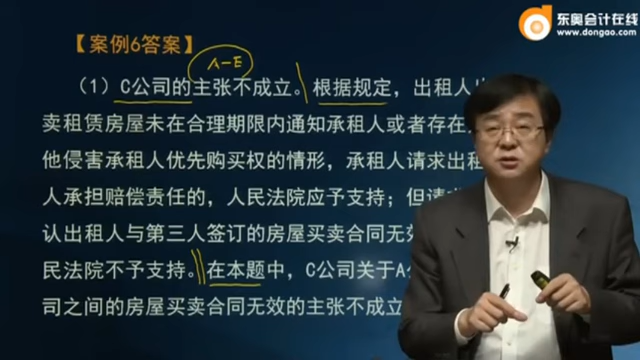 东奥会计在线
www.dongao.com
【案例6答案】
A-E
(1)C公司的主张不成立。根据规定，出租人出
卖租赁房屋未在合理期限内通知承租人或者存在
他侵害承租人优先购买权的情形，承租人请求出租
人承担赔偿责任的，人民法院应予支持；但请求
认出租人与第三人签订的房屋买卖合同无效
民法院不予支持。在本题中，C公司关于A公
司之间的房屋买卖合同无效的主张不成立